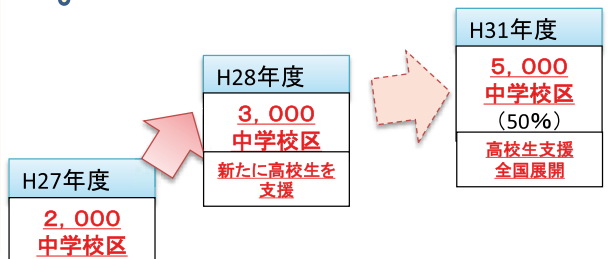 H27年度
2，000
中学校区
H28年度
3，000
中学校区
新たに高校生を
支援
H31年度
5，000
中学校区
（50％）
高校生支援
全国展開